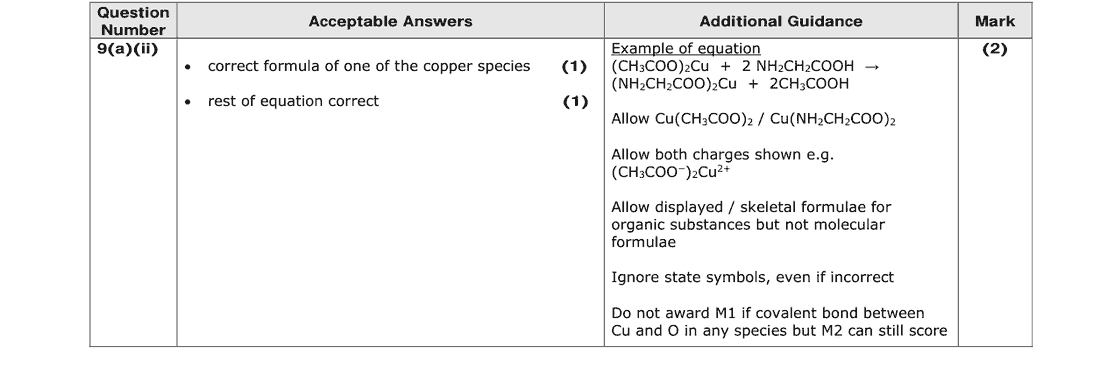 Question Number
Acceptable Answers
Additional Guidance
Mark
9(a)(ii)
• correct formula of one of the copper species (1)
• rest of equation correct (1)
Example of equation
(CH₃COO)₂Cu + 2 NH₂CH₂COOH →
(NH₂CH₂COO)₂Cu + 2CH₃COOH
Allow Cu(CH₃COO)₂ / Cu(NH₂CH₂COO)₂
Allow both charges shown e.g.
(CH₃COO⁻)₂Cu²⁺
Allow displayed / skeletal formulae for
organic substances but not molecular
formulae
Ignore state symbols, even if incorrect
Do not award M1 if covalent bond between
Cu and O in any species but M2 can still score
(2)